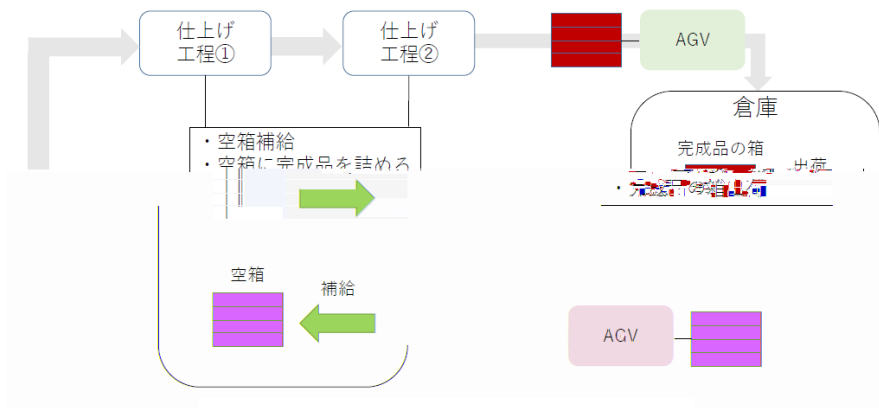 仕上げ
工程①
仕上げ
工程②
AGV
倉庫
・空箱補給
・空箱に完成品を詰める
完成品の箱
出荷
空箱
補給
AGV